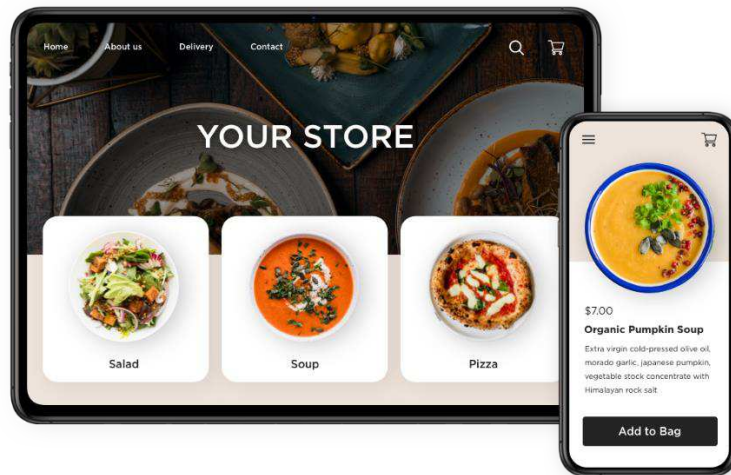 Home
About us
Delivery
Contact
YOUR STORE
Salad
Soup
Pizza
$7.00
Organic Pumpkin Soup
Extra virgin cold-pressed olive oil,
morado garlic, japanese pumpkin,
vegetable stock concentrate with
Himalayan rock salt
Add to Bag